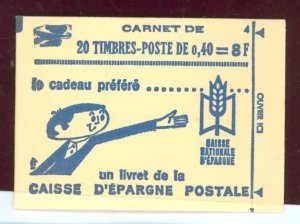 CARNET DE
4
20 TIMBRES-POSTE DE 0,40 = 8 F
le cadeau préféré
OUVRIR ICI
CAISSE
NATIONALE
D'ÉPARGNE
un livret de la
CAISSE D'ÉPARGNE POSTALE